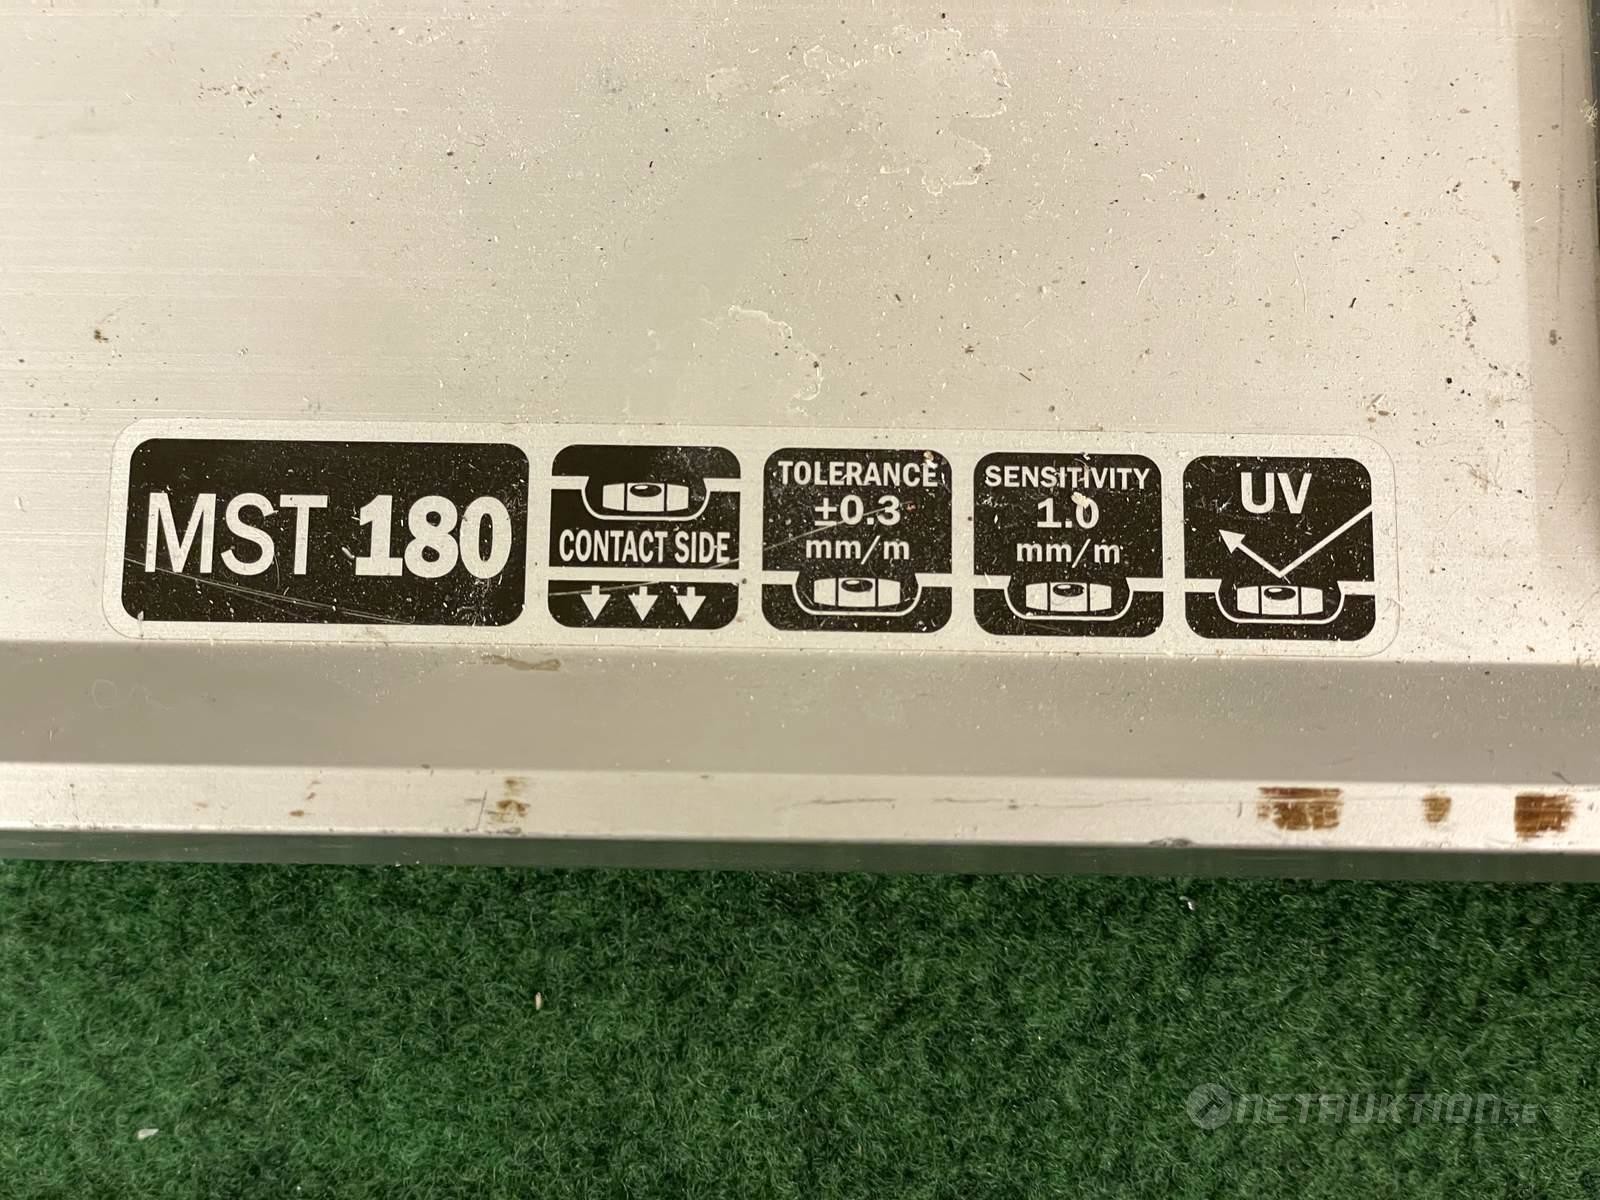 MST 180
CONTACT SIDE
TOLERANCE
±0.3
mm/m
SENSITIVITY
1.0
mm/m
UV
NETAUKTION.SE